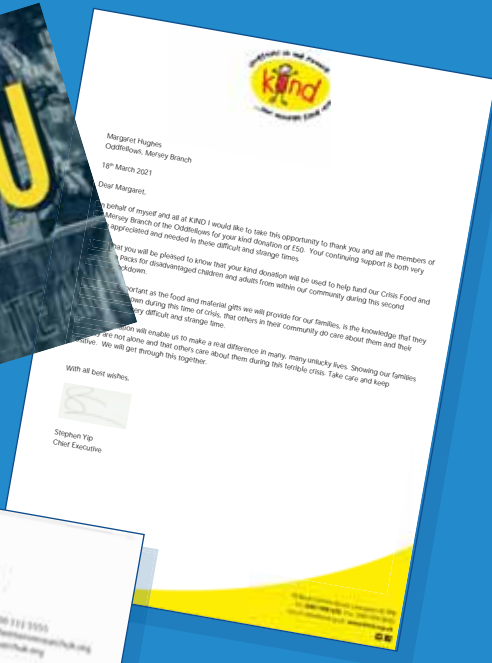 U
kind
Margaret Hughes
Oddfellows, Mersey Branch
18th March 2021
Dear Margaret,
behalf of myself and all at KIND I would like to take this opportunity to thank you and all the members of
Mersey Branch of the Oddfellows for your kind donation of £50. Your continuing support is both very
appreciated and needed in these difficult and strange times.
that you will be pleased to know that your kind donation will be used to help fund our Crisis Food and
Packs for disadvantaged children and adults from within our community during this second
ckdown.
portant as the food and material gifts we will provide for our families, is the knowledge that they
own during this time of crisis, that others in their community do care about them and their
very difficult and strange time.
ation will enable us to make a real difference in many, many unlucky lives. Showing our families
are not alone and that others care about them during this terrible crisis. Take care and keep
sitive. We will get through this together.
With all best wishes,
Stephen Yip
Chief Executive